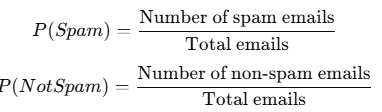 P(Spam) = Number of spam emails / Total emails
P(NotSpam) = Number of non-spam emails / Total emails